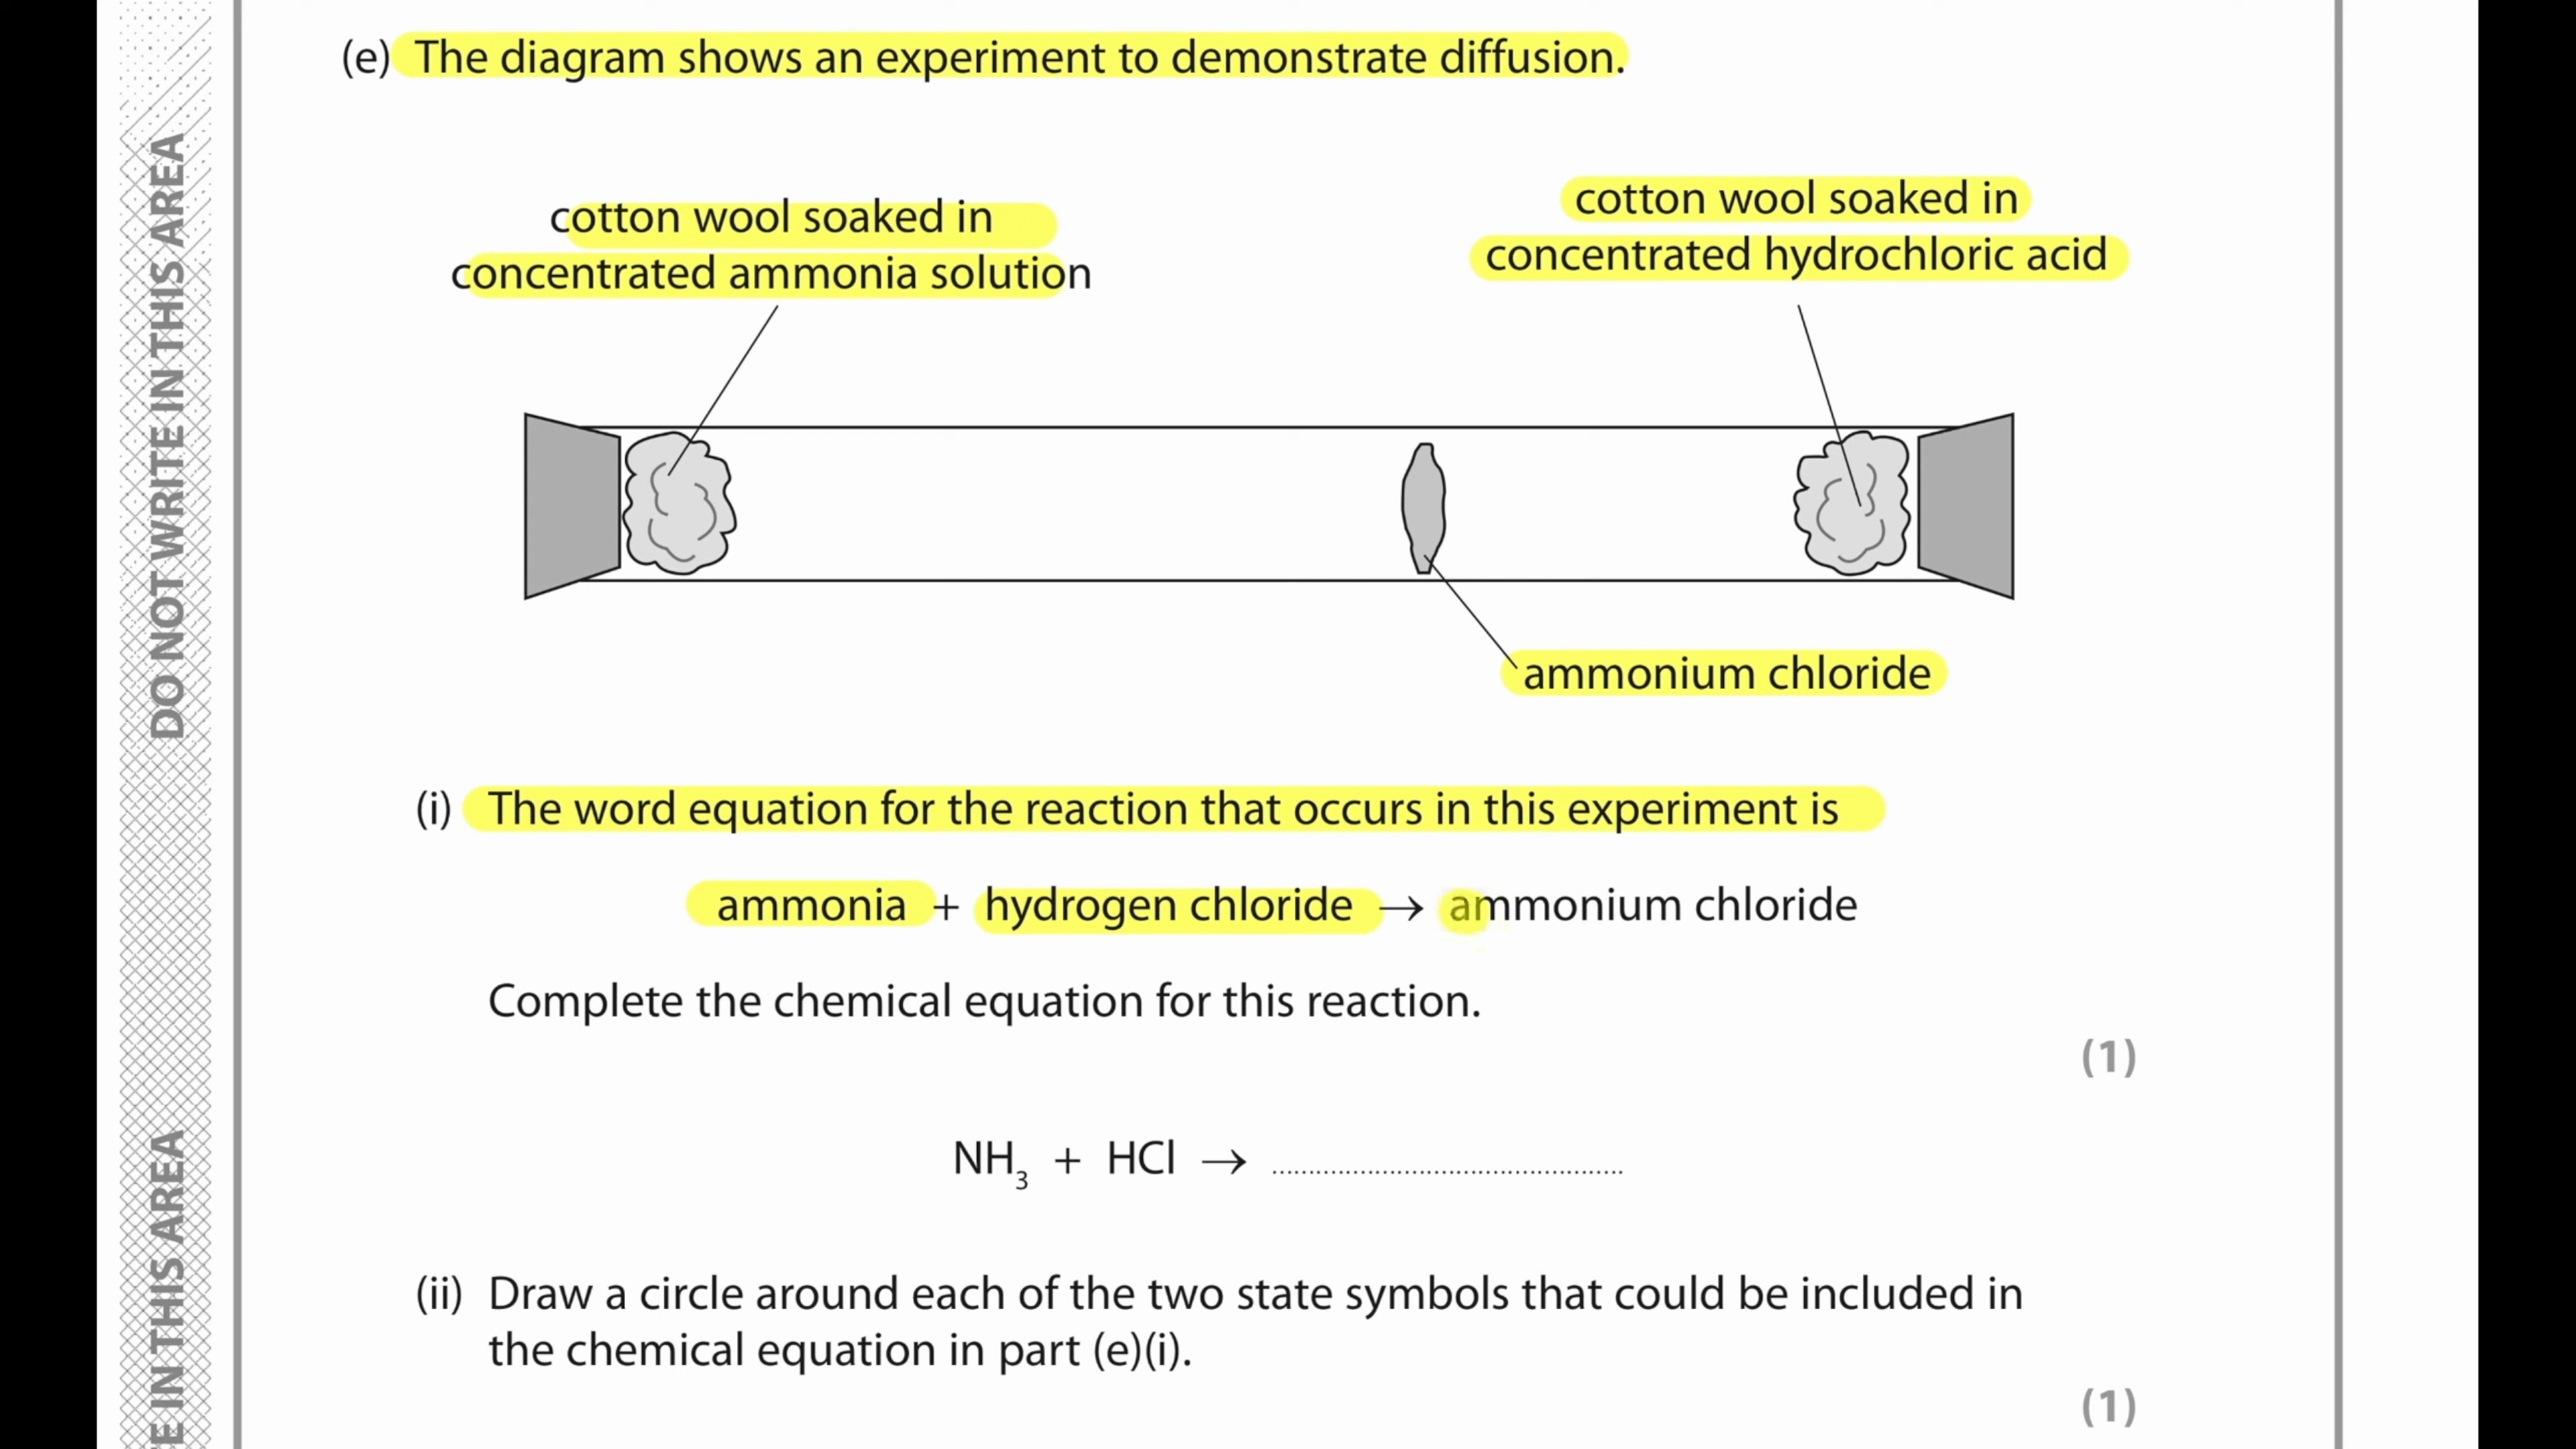 (e) The diagram shows an experiment to demonstrate diffusion.
cotton wool soaked in
concentrated ammonia solution
cotton wool soaked in
concentrated hydrochloric acid
ammonium chloride
(i) The word equation for the reaction that occurs in this experiment is
ammonia + hydrogen chloride → ammonium chloride
Complete the chemical equation for this reaction.
(1)
NH₃ + HCl → ................................................
(ii) Draw a circle around each of the two state symbols that could be included in
the chemical equation in part (e)(i).
(1)
DO NOT WRITE IN THIS AREA
E IN THIS AREA